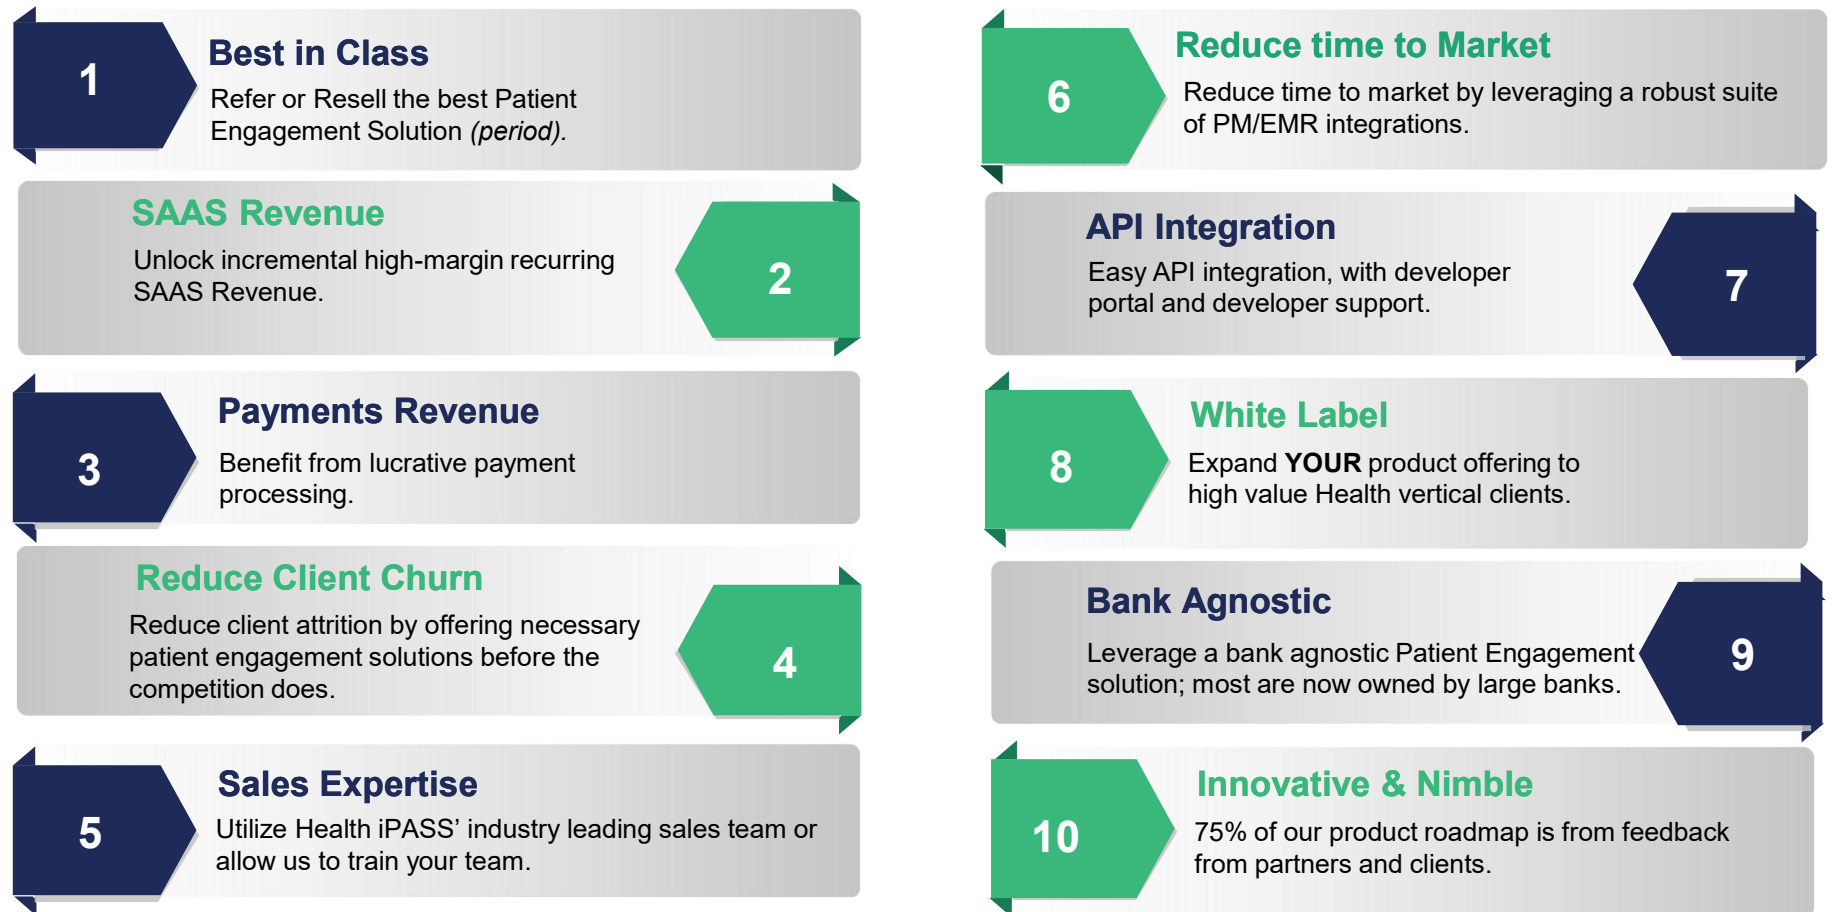 1
Best in Class
Refer or Resell the best Patient
Engagement Solution (period).
SAAS Revenue
Unlock incremental high-margin recurring
SAAS Revenue.
2
3
Payments Revenue
Benefit from lucrative payment
processing.
Reduce Client Churn
Reduce client attrition by offering necessary
patient engagement solutions before the
competition does.
4
5
Sales Expertise
Utilize Health iPASS’ industry leading sales team or
allow us to train your team.
6
Reduce time to Market
Reduce time to market by leveraging a robust suite
of PM/EMR integrations.
API Integration
Easy API integration, with developer
portal and developer support.
7
8
White Label
Expand YOUR product offering to
high value Health vertical clients.
Bank Agnostic
Leverage a bank agnostic Patient Engagement
solution; most are now owned by large banks.
9
10
Innovative & Nimble
75% of our product roadmap is from feedback
from partners and clients.